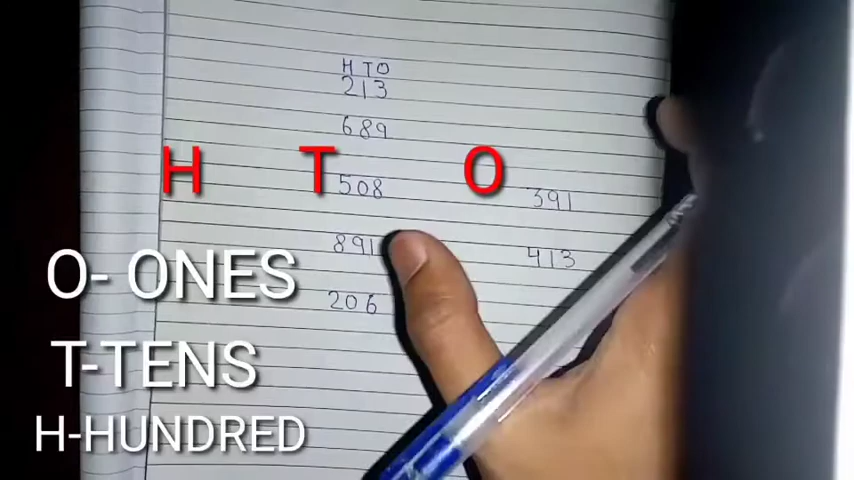 H T O
213
689
H T O
508
391
891
413
206
O- ONES
T-TENS
H-HUNDRED